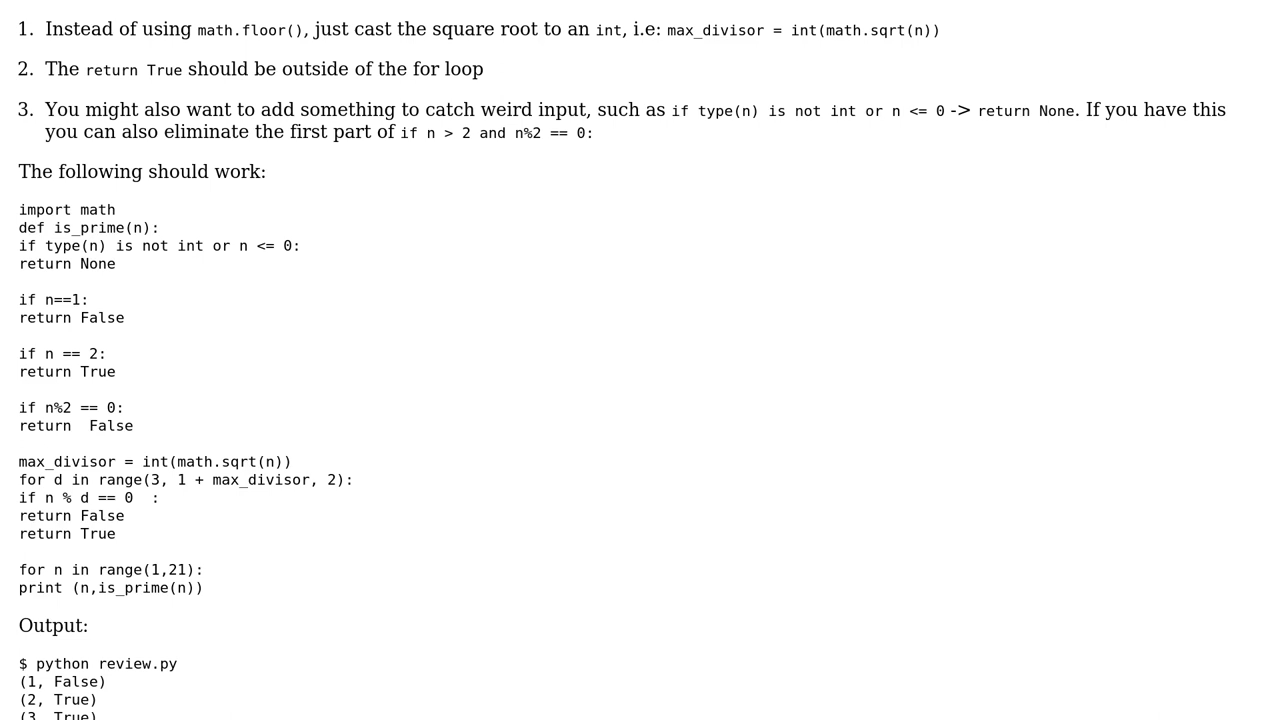 1. Instead of using math.floor(), just cast the square root to an int, i.e: max_divisor = int(math.sqrt(n))
2. The return True should be outside of the for loop
3. You might also want to add something to catch weird input, such as if type(n) is not int or n <= 0 -> return None. If you have this
you can also eliminate the first part of if n > 2 and n%2 == 0:
The following should work:
import math
def is_prime(n):
if type(n) is not int or n <= 0:
return None
if n==1:
return False
if n == 2:
return True
if n%2 == 0:
return  False
max_divisor = int(math.sqrt(n))
for d in range(3, 1 + max_divisor, 2):
if n % d == 0  :
return False
return True
for n in range(1,21):
print (n,is_prime(n))
Output:
$ python review.py
(1, False)
(2, True)
(3, True)